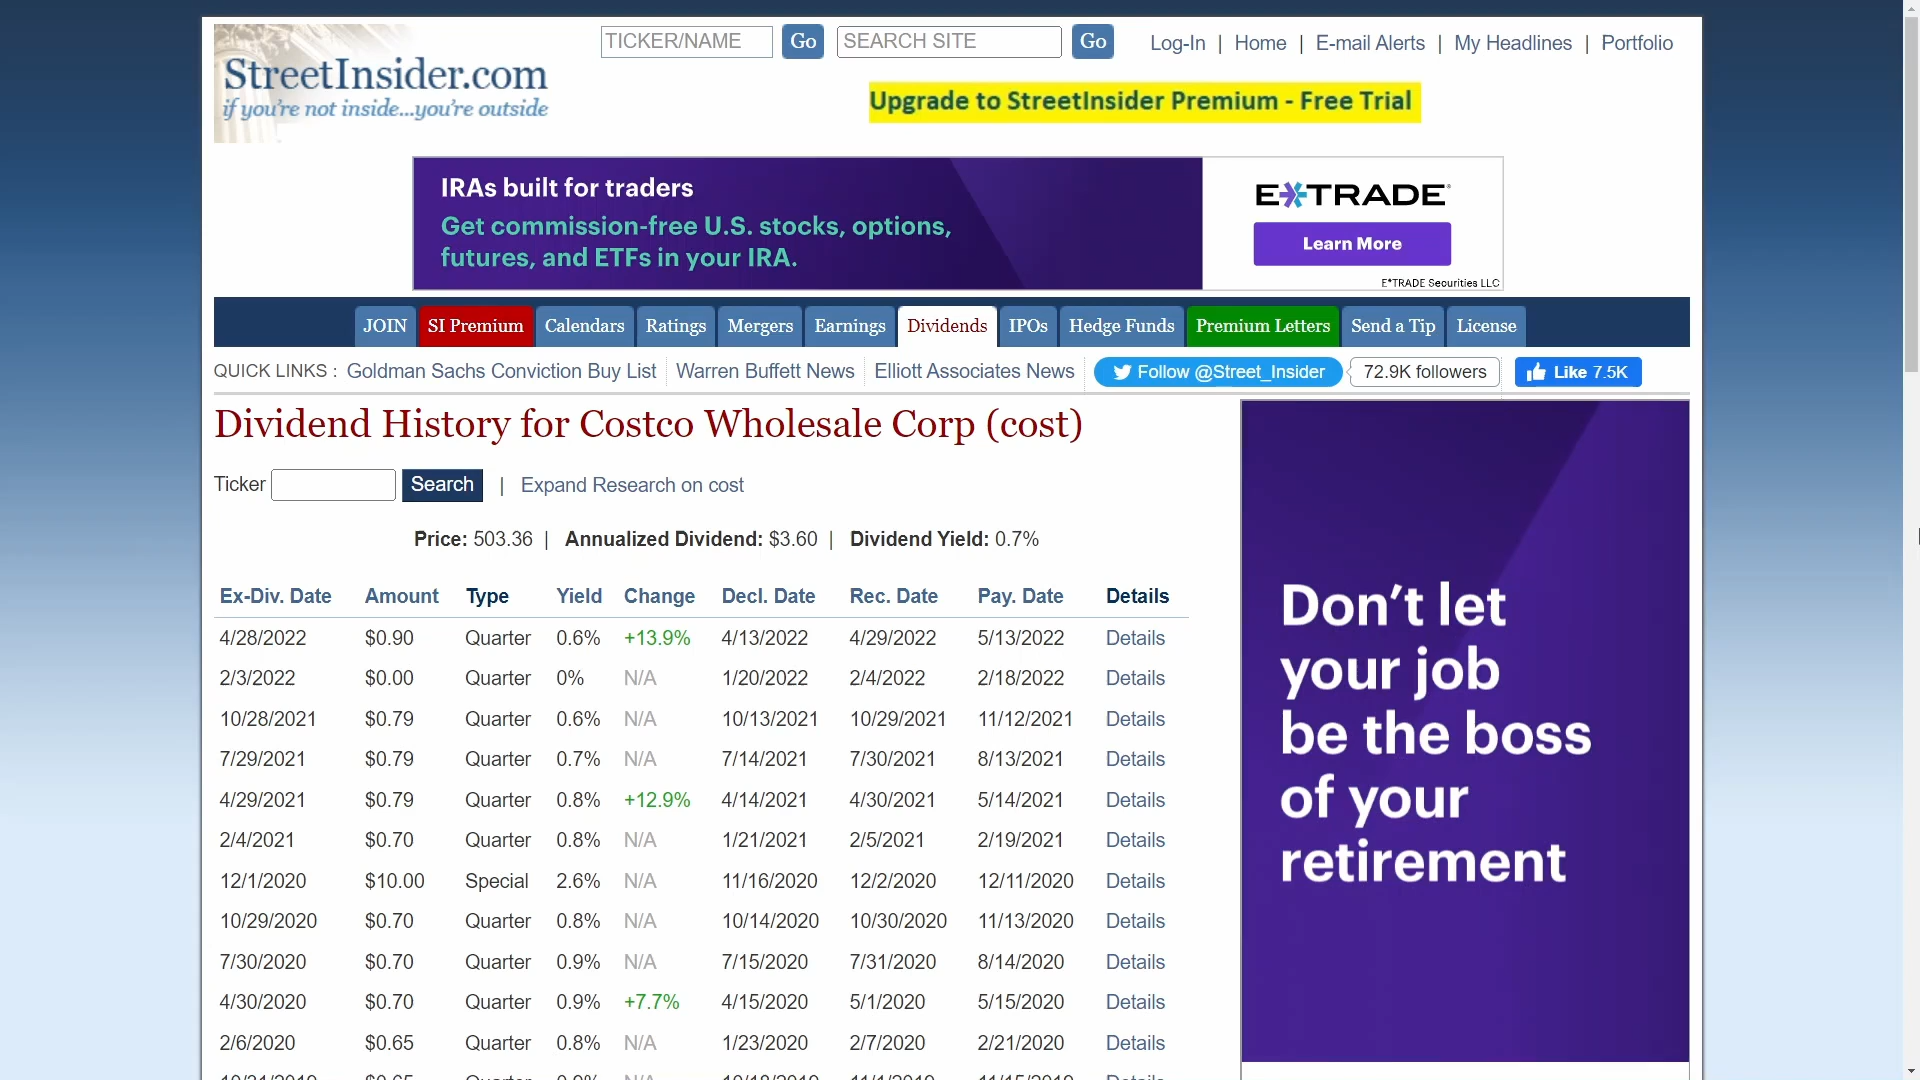 TICKER/NAME Go SEARCH SITE Go Log-In | Home | E-mail Alerts | My Headlines | Portfolio
StreetInsider.com
if you're not inside...you're outside
Upgrade to StreetInsider Premium - Free Trial
IRAs built for traders
Get commission-free U.S. stocks, options,
futures, and ETFs in your IRA.
E*TRADE
Learn More
E*TRADE Securities LLC
JOIN SI Premium Calendars Ratings Mergers Earnings Dividends IPOs Hedge Funds Premium Letters Send a Tip License
QUICK LINKS : Goldman Sachs Conviction Buy List Warren Buffett News Elliott Associates News Follow @Street_Insider 72.9K followers Like 7.5K
Dividend History for Costco Wholesale Corp (cost)
Ticker Search | Expand Research on cost
Price: 503.36 | Annualized Dividend: $3.60 | Dividend Yield: 0.7%
Ex-Div. Date Amount Type Yield Change Decl. Date Rec. Date Pay. Date Details
4/28/2022 $0.90 Quarter 0.6% +13.9% 4/13/2022 4/29/2022 5/13/2022 Details
2/3/2022 $0.00 Quarter 0% N/A 1/20/2022 2/4/2022 2/18/2022 Details
10/28/2021 $0.79 Quarter 0.6% N/A 10/13/2021 10/29/2021 11/12/2021 Details
7/29/2021 $0.79 Quarter 0.7% N/A 7/14/2021 7/30/2021 8/13/2021 Details
4/29/2021 $0.79 Quarter 0.8% +12.9% 4/14/2021 4/30/2021 5/14/2021 Details
2/4/2021 $0.70 Quarter 0.8% N/A 1/21/2021 2/5/2021 2/19/2021 Details
12/1/2020 $10.00 Special 2.6% N/A 11/16/2020 12/2/2020 12/11/2020 Details
10/29/2020 $0.70 Quarter 0.8% N/A 10/14/2020 10/30/2020 11/13/2020 Details
7/30/2020 $0.70 Quarter 0.9% N/A 7/15/2020 7/31/2020 8/14/2020 Details
4/30/2020 $0.70 Quarter 0.9% +7.7% 4/15/2020 5/1/2020 5/15/2020 Details
2/6/2020 $0.65 Quarter 0.8% N/A 1/23/2020 2/7/2020 2/21/2020 Details
Don't let
your job
be the boss
of your
retirement